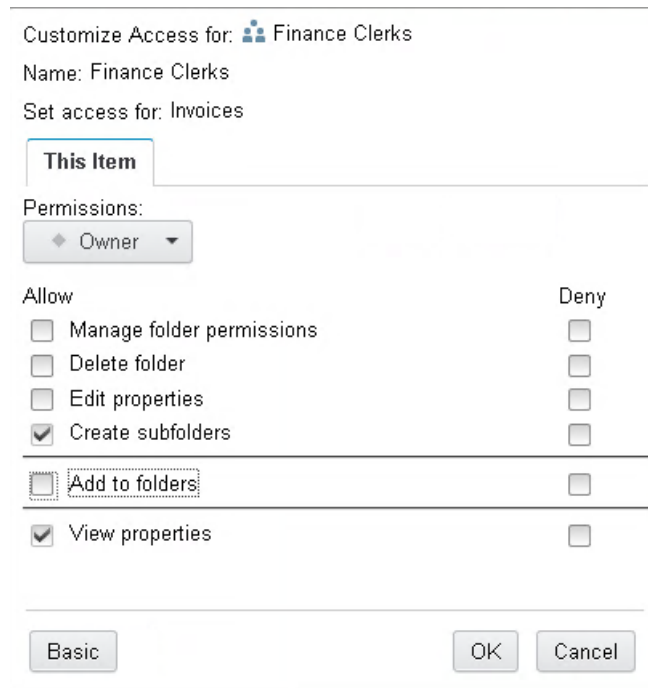 Customize Access for: Finance Clerks
Name: Finance Clerks
Set access for: Invoices
This Item
Permissions:
Owner
Allow Deny
Manage folder permissions
Delete folder
Edit properties
Create subfolders
Add to folders
View properties
Basic OK Cancel